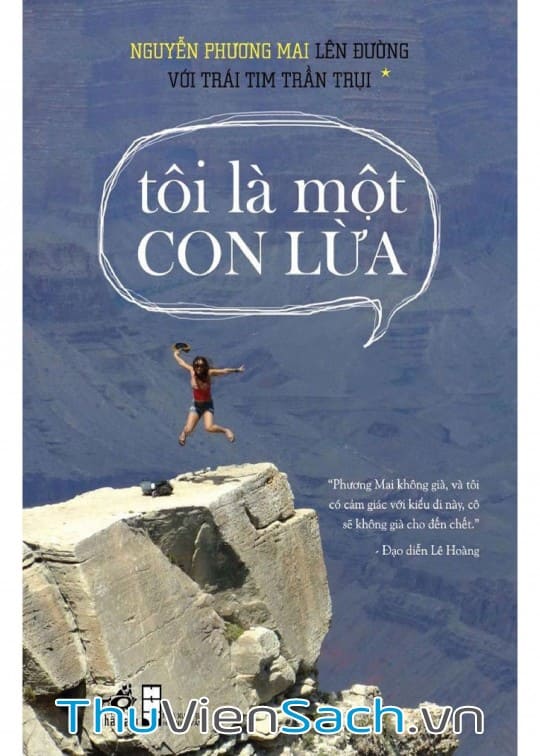 NGUYỄN PHƯƠNG MAI LÊN ĐƯỜNG
VỚI TRÁI TIM TRẦN TRỤI *
tôi là một
CON LỪA
“Phương Mai không già, và tôi
có cảm giác với kiểu đi này, cô
sẽ không già cho đến chết.”
- Đạo diễn Lê Hoàng
ThuVienSach.vn